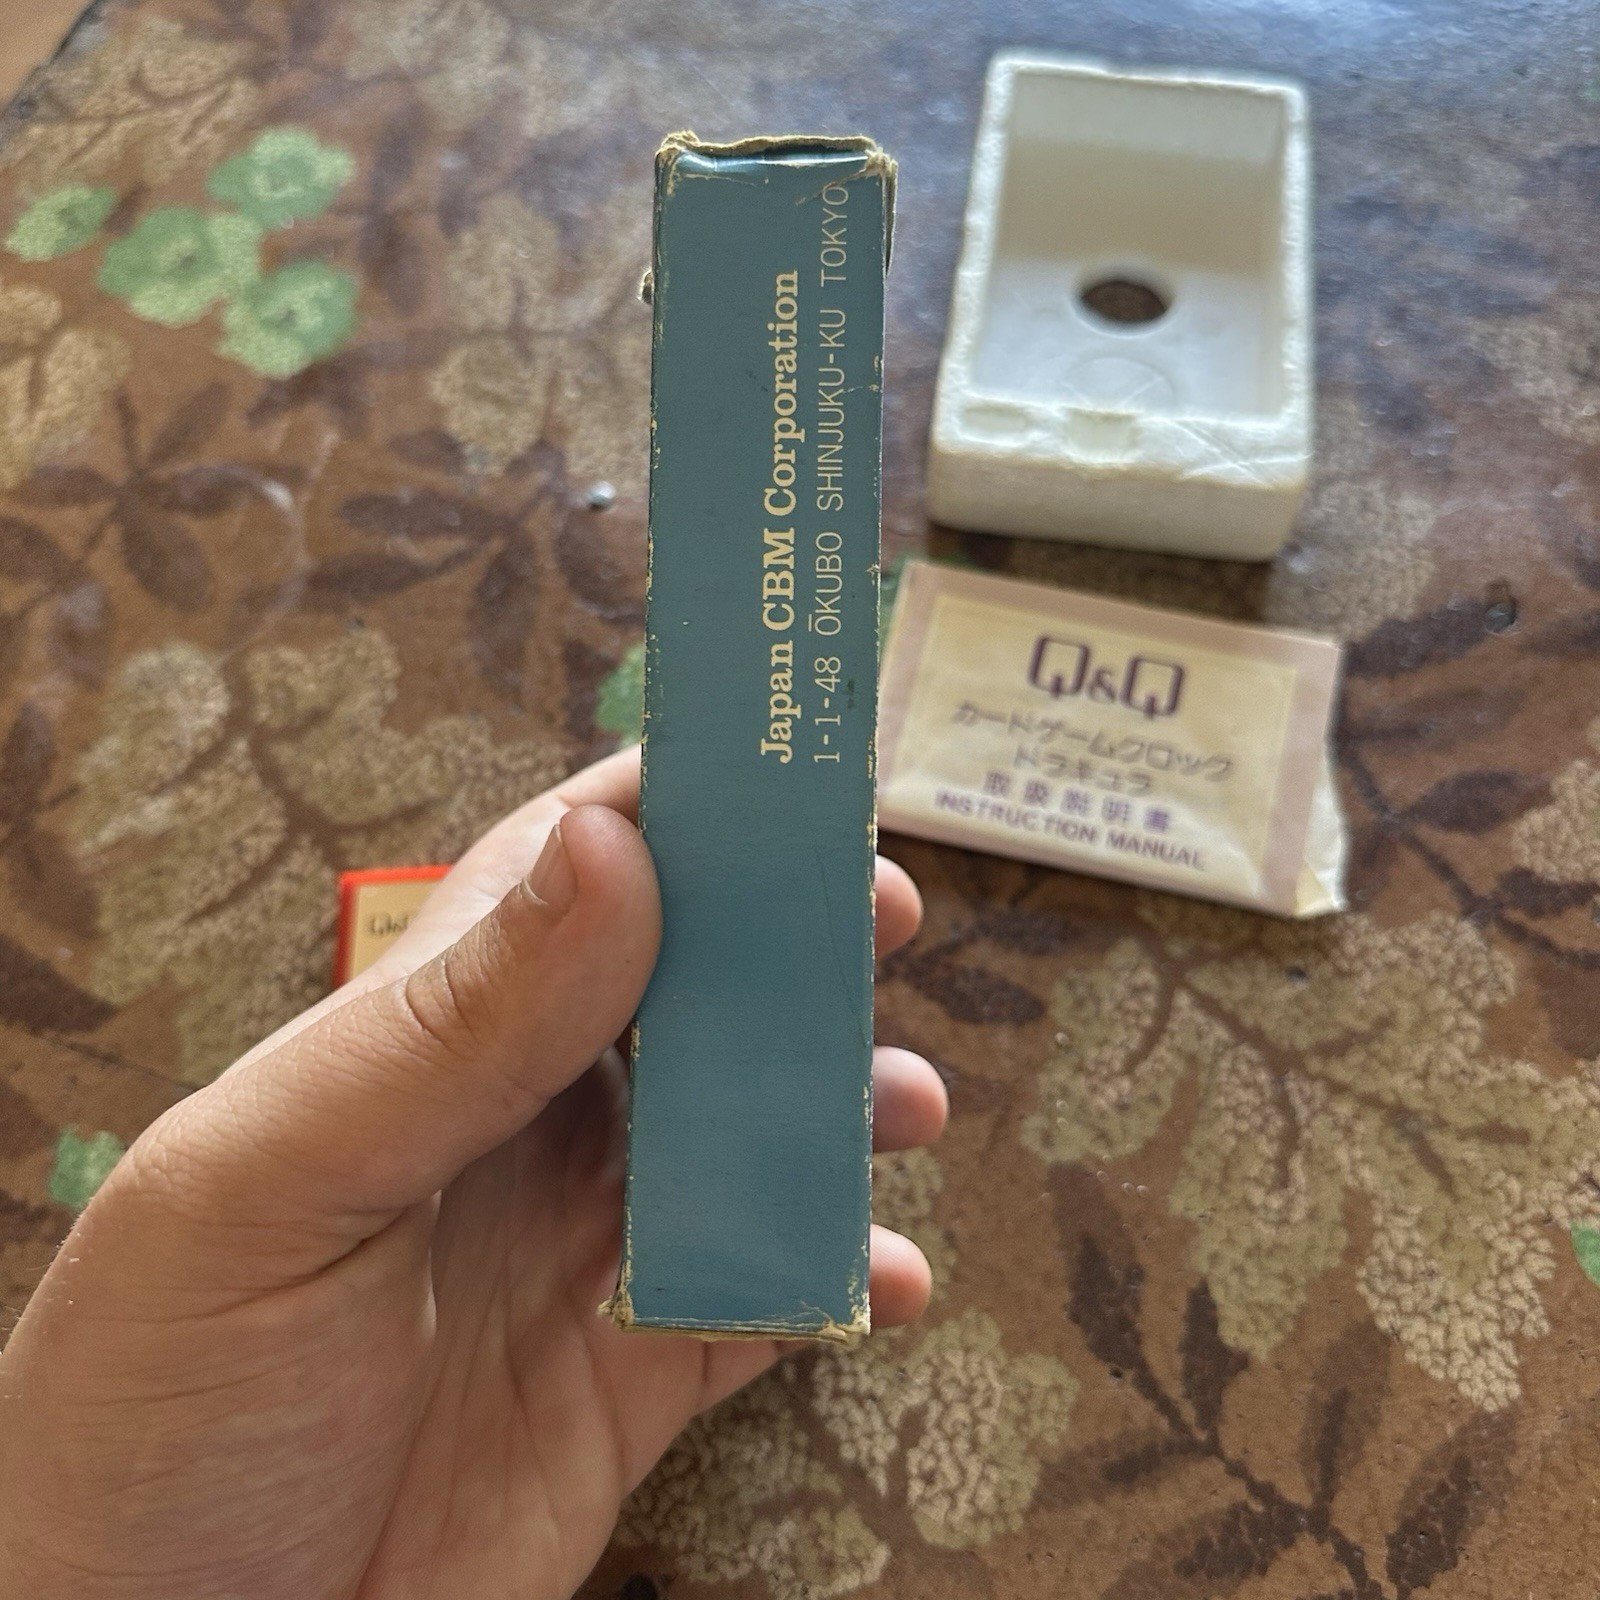 Japan CBM Corporation
1-1-48 ŌKUBO SHINJUKU-KU TOKYO
Q&Q
カードゲームクロック
ドラキュラ
取扱説明書
INSTRUCTION MANUAL